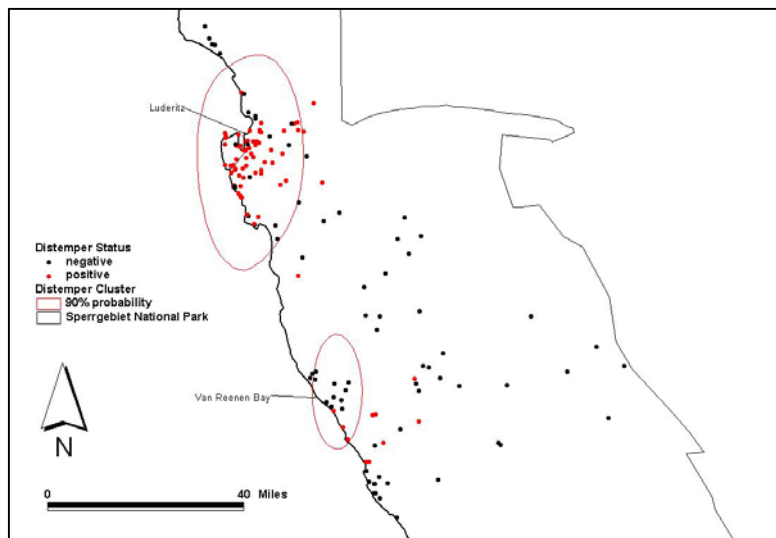 Luderitz
Distemper Status
negative
positive
Distemper Cluster
90% probability
Sperrgebiet National Park
Van Reenen Bay
N
0 40 Miles